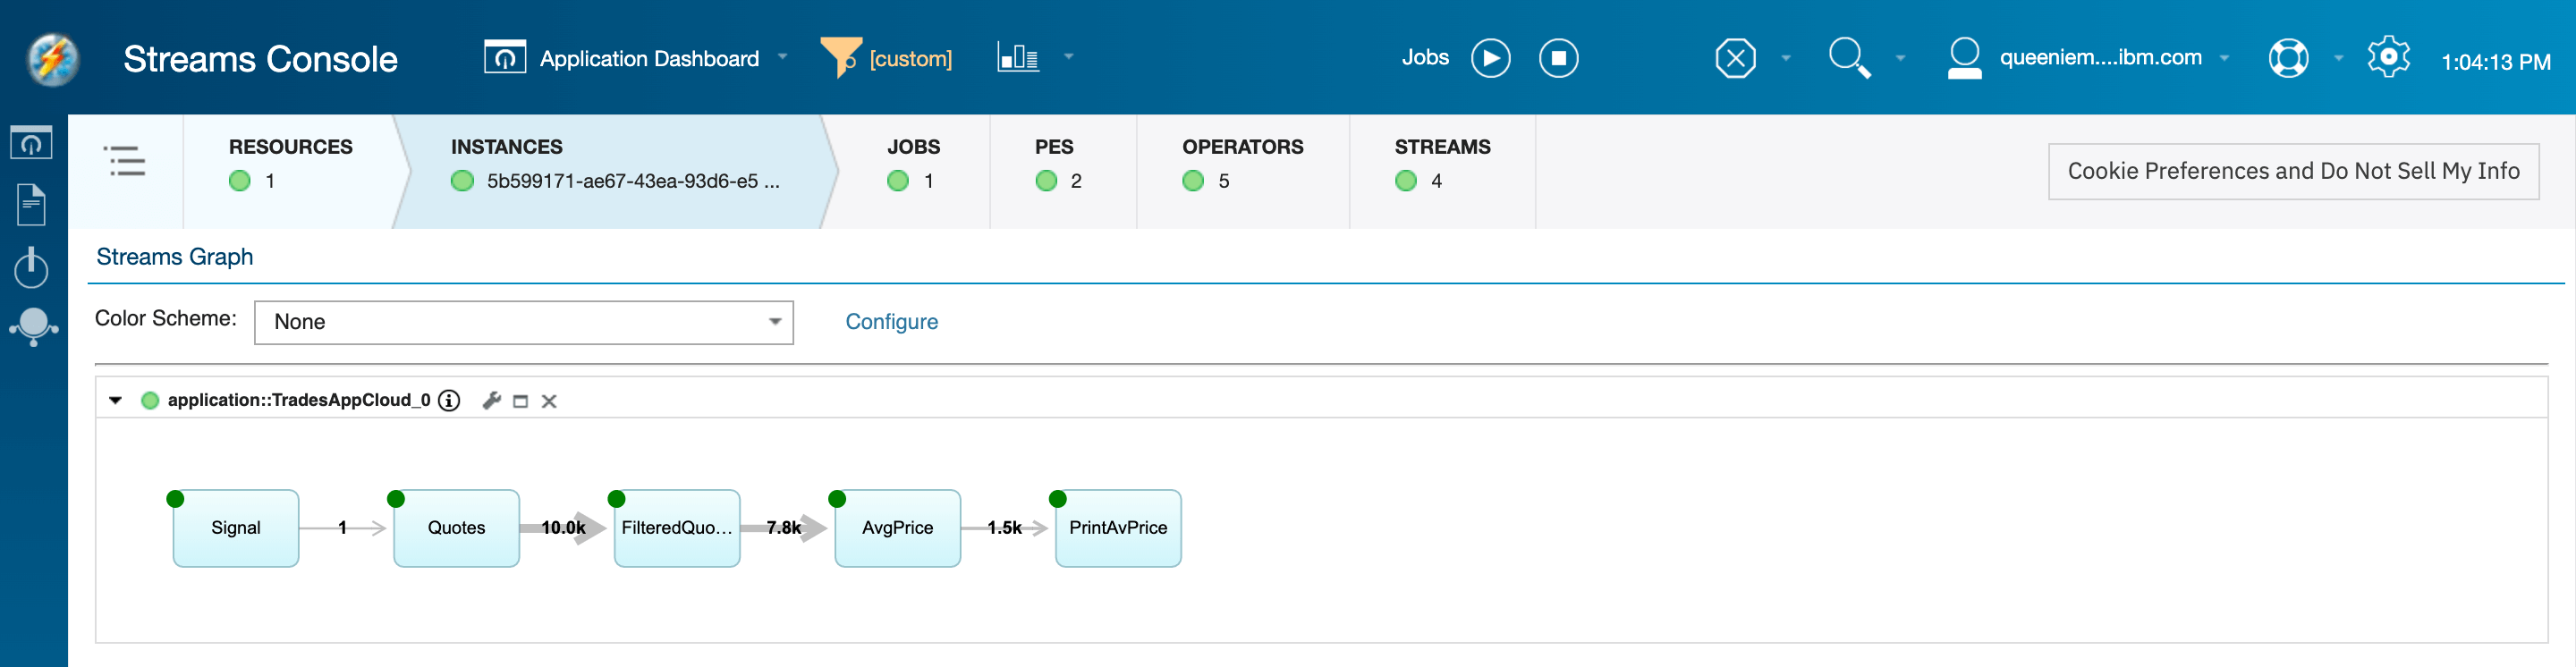 Streams Console
Application Dashboard
[custom]
Jobs
queeniem....ibm.com
1:04:13 PM
RESOURCES
1
INSTANCES
5b599171-ae67-43ea-93d6-e5 ...
JOBS
1
PES
2
OPERATORS
5
STREAMS
4
Cookie Preferences and Do Not Sell My Info
Streams Graph
Color Scheme:
None
Configure
application::TradesAppCloud_0
Signal
1
Quotes
10.0k
FilteredQuo...
7.8k
AvgPrice
1.5k
PrintAvPrice